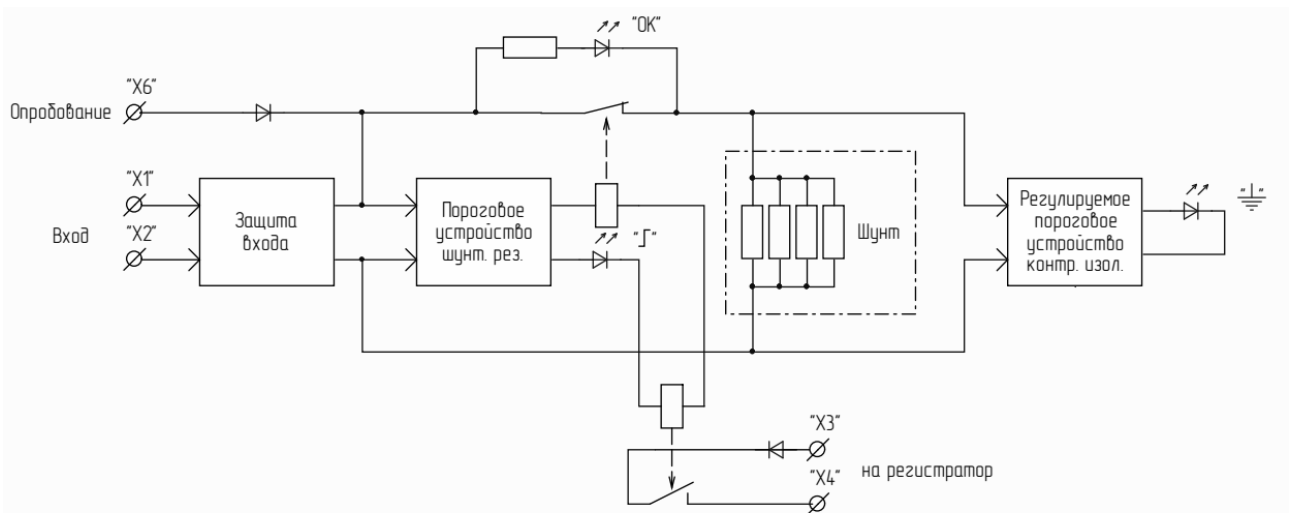 "OK"
"X6"
Опробование
"X1"
"X2"
Вход
Защита
входа
Пороговое
устройство
шунт. рез.
"⎎"
Шунт
Регулируемое
пороговое
устройство
контр. изол.
"⏚"
"X3"
"X4"
на регистратор